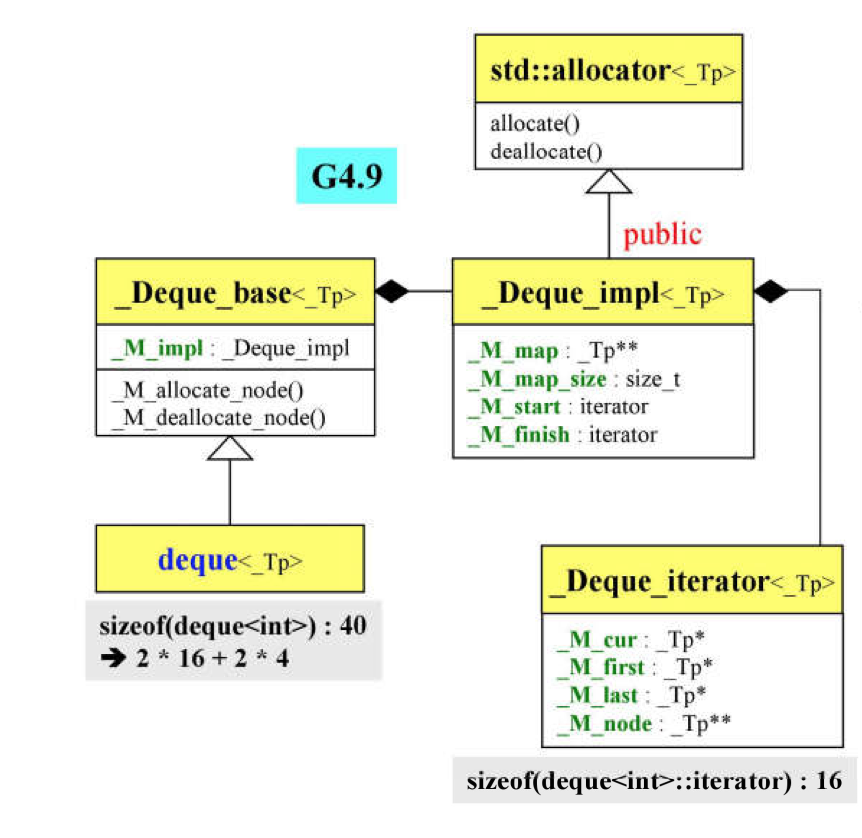 std::allocator<_Tp>
allocate()
deallocate()
G4.9
public
_Deque_base<_Tp>
_M_impl : _Deque_impl
_M_allocate_node()
_M_deallocate_node()
_Deque_impl<_Tp>
_M_map : _Tp**
_M_map_size : size_t
_M_start : iterator
_M_finish : iterator
deque<_Tp>
sizeof(deque<int>) : 40
➔ 2 * 16 + 2 * 4
_Deque_iterator<_Tp>
_M_cur : _Tp*
_M_first : _Tp*
_M_last : _Tp*
_M_node : _Tp**
sizeof(deque<int>::iterator) : 16